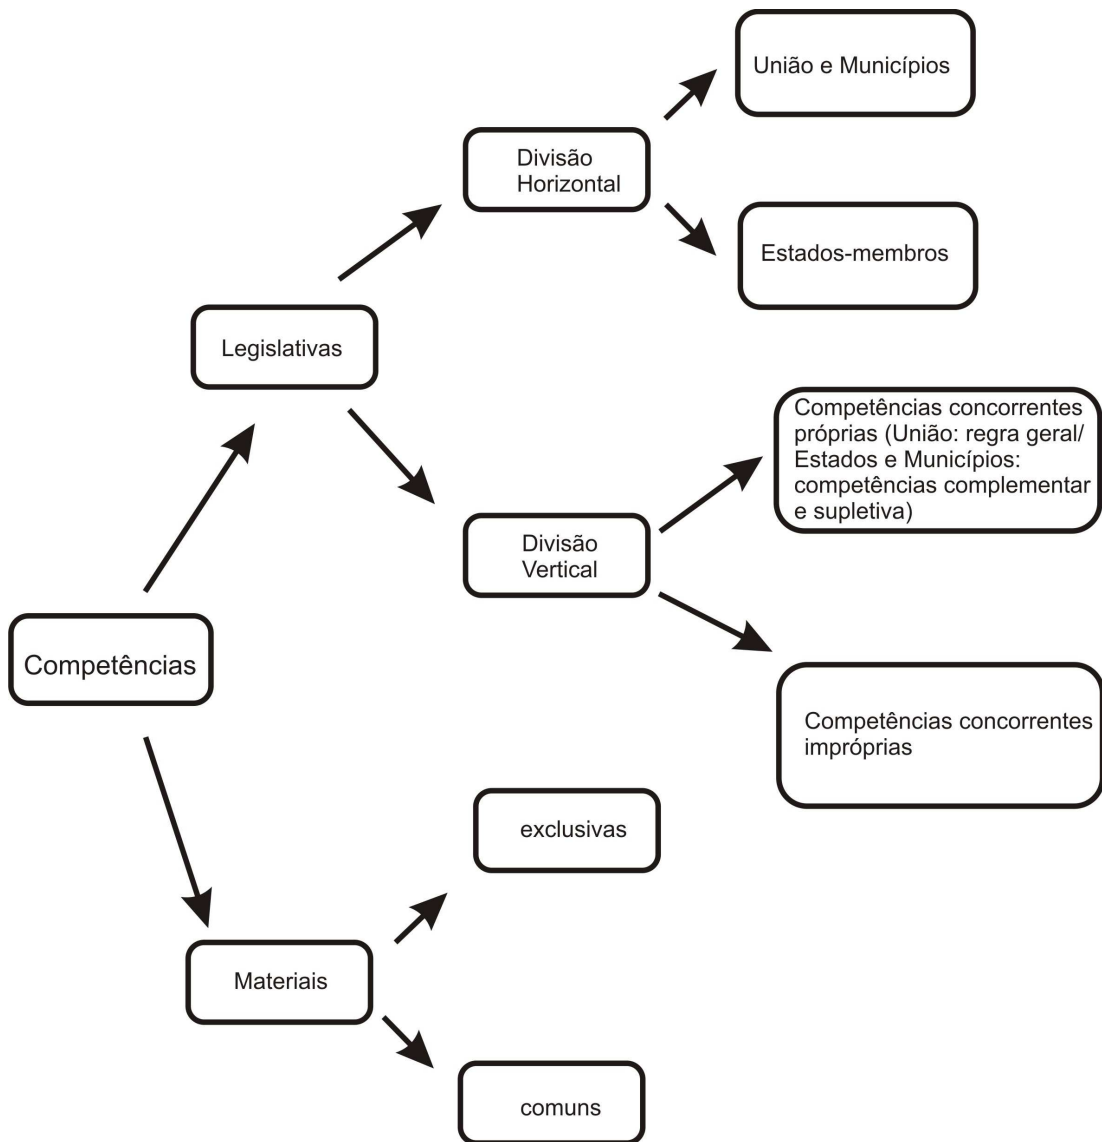 União e Municípios
Divisão
Horizontal
Estados-membros
Legislativas
Competências concorrentes
próprias (União: regra geral/
Estados e Municípios:
competências complementar
e supletiva)
Divisão
Vertical
Competências
Competências concorrentes
impróprias
exclusivas
Materiais
comuns